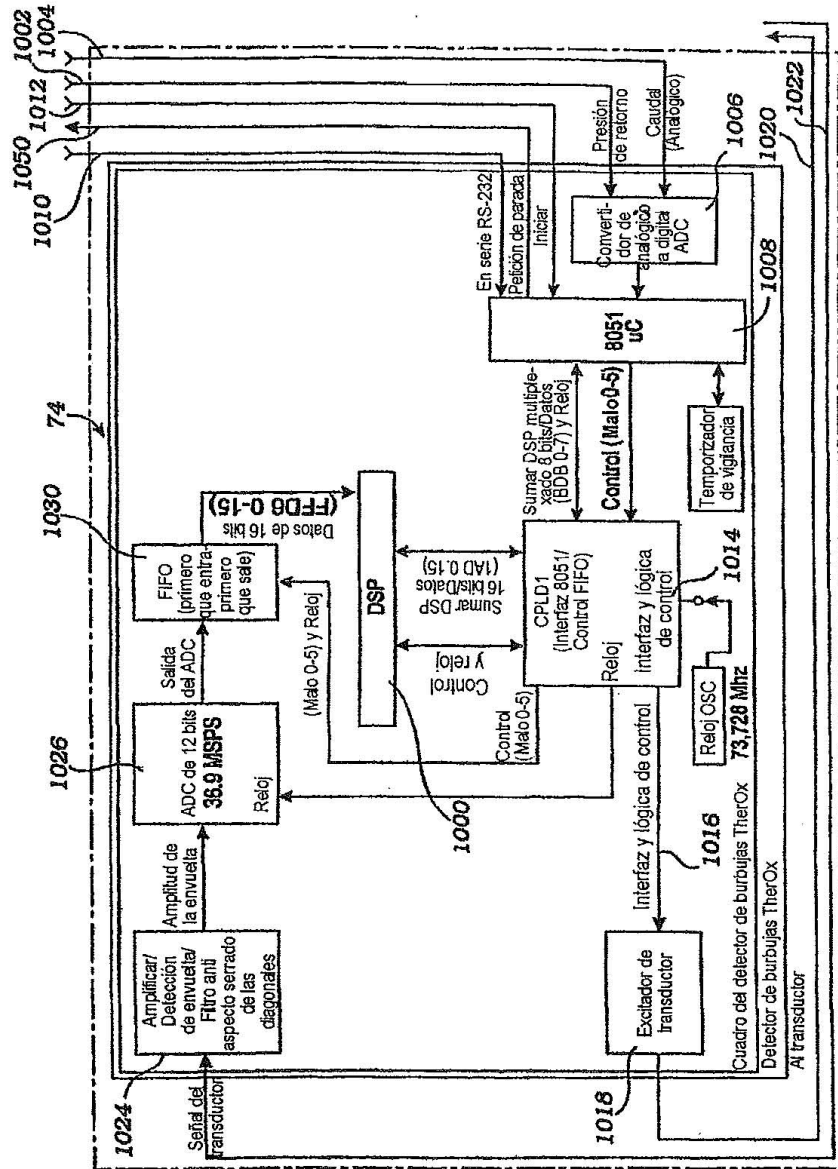 74
1024
1026
1030
1010
1050
1012
1002
1004
Señal del
transductor
Amplificar/
Detección
de envuelta/
Filtro anti
aspecto serrado
de las
diagonales
Amplitud de
la envuelta
ADC de 12 bits
36.9 MSPS
Reloj
Salida
del ADC
FIFO
(primero
que entra-
primero
que sale)
Datos de 16 bits
(FFD8 0-15)
(Malo 0-5) y Reloj
DSP
1000
Control
y reloj
Sumar DSP
16 bits/Datos
(1AD 0.15)
Control
(Malo 0-5)
CPLD1
(Interfaz 8051/
Control FIFO)
Reloj
Interfaz y lógica
de control
1014
Sumar DSP multiple-
xado 8 bits/Datos
(BDB 0-7) y Reloj
Control (Malo 0-5)
En serie RS-232
Petición de parada
Iniciar
Presión
de retorno
Caudal
(Analógico)
Converti-
dor de
analógico
a digital
ADC
1006
8051
uC
1008
Temporizador
de vigilancia
Reloj OSC
73,728 Mhz
Interfaz y lógica de control
1016
Excitador de
transductor
1018
1020
1022
Cuadro del detector de burbujas TherOx
Detector de burbujas TherOx
Al transductor